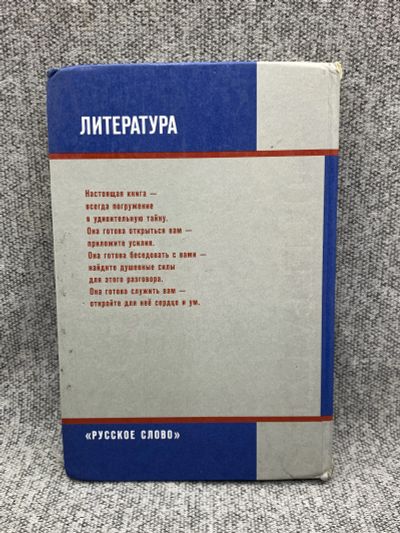 ЛИТЕРАТУРА
Настоящая книга —
всегда погружение
в удивительную тайну.
Она готова открыться вам —
приложите усилия.
Она готова беседовать с вами —
найдите душевные силы
для этого разговора.
Она готова служить вам —
отирайте для неё сердце и ум.
«РУССКОЕ СЛОВО»